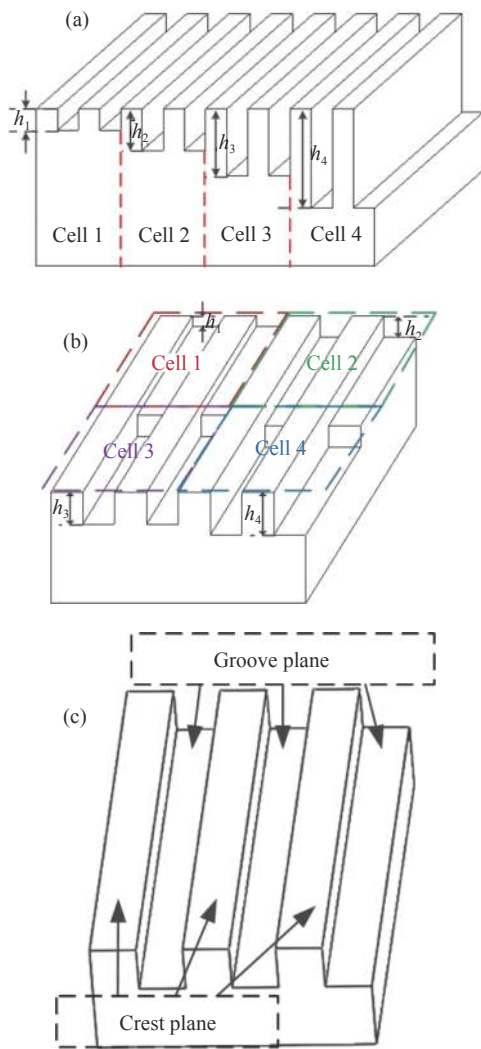 (a)
h1
h2
h3
h4
Cell 1
Cell 2
Cell 3
Cell 4
(b)
h1
h2
Cell 1
Cell 2
Cell 3
Cell 4
h3
h4
Groove plane
(c)
Crest plane